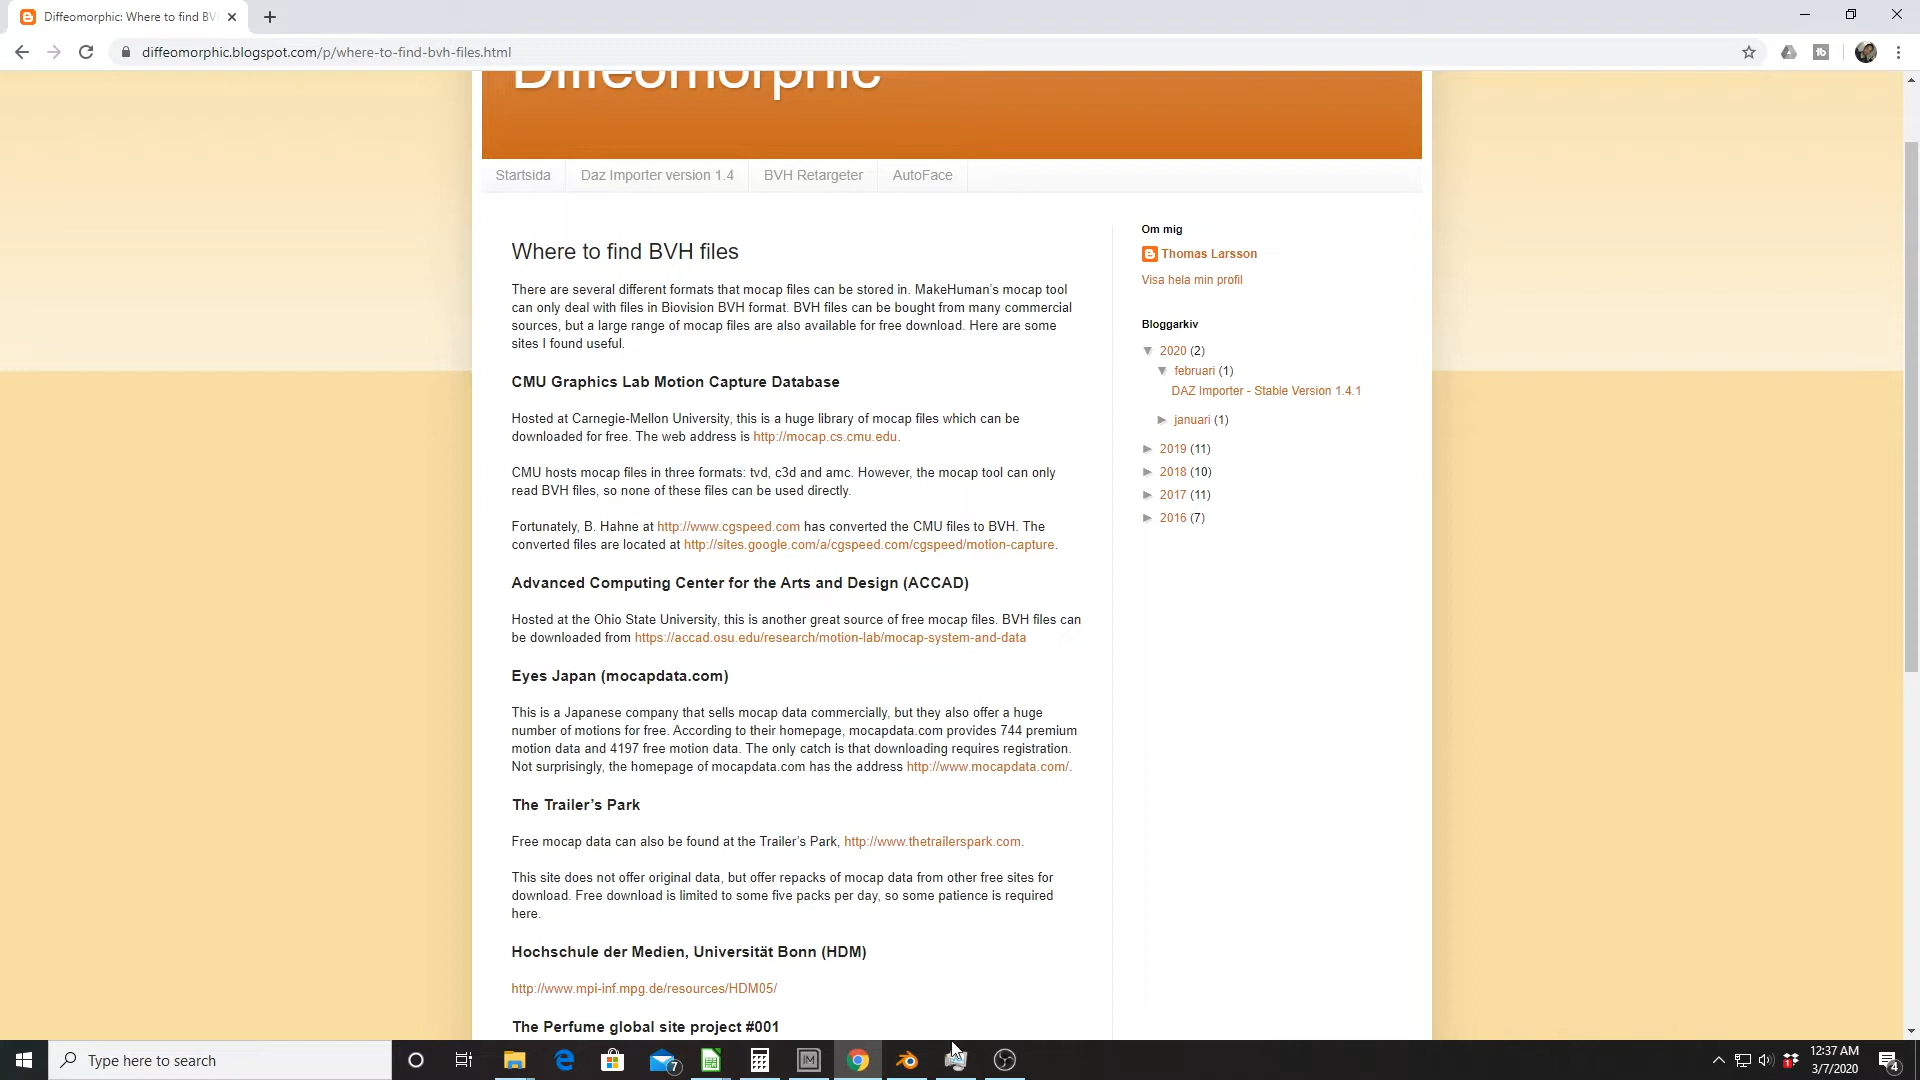 Diffeomorphic: Where to find BV
diffeomorphic.blogspot.com/p/where-to-find-bvh-files.html
Diffeomorphic
Startsida
Daz Importer version 1.4
BVH Retargeter
AutoFace
Where to find BVH files
There are several different formats that mocap files can be stored in. MakeHuman’s mocap tool
can only deal with files in Biovision BVH format. BVH files can be bought from many commercial
sources, but a large range of mocap files are also available for free download. Here are some
sites I found useful.
CMU Graphics Lab Motion Capture Database
Hosted at Carnegie-Mellon University, this is a huge library of mocap files which can be
downloaded for free. The web address is http://mocap.cs.cmu.edu.
CMU hosts mocap files in three formats: tvd, c3d and amc. However, the mocap tool can only
read BVH files, so none of these files can be used directly.
Fortunately, B. Hahne at http://www.cgspeed.com has converted the CMU files to BVH. The
converted files are located at http://sites.google.com/a/cgspeed.com/cgspeed/motion-capture.
Advanced Computing Center for the Arts and Design (ACCAD)
Hosted at the Ohio State University, this is another great source of free mocap files. BVH files can
be downloaded from https://accad.osu.edu/research/motion-lab/mocap-system-and-data
Eyes Japan (mocapdata.com)
This is a Japanese company that sells mocap data commercially, but they also offer a huge
number of motions for free. According to their homepage, mocapdata.com provides 744 premium
motion data and 4197 free motion data. The only catch is that downloading requires registration.
Not surprisingly, the homepage of mocapdata.com has the address http://www.mocapdata.com/.
The Trailer’s Park
Free mocap data can also be found at the Trailer’s Park, http://www.thetrailerspark.com.
This site does not offer original data, but offer repacks of mocap data from other free sites for
download. Free download is limited to some five packs per day, so some patience is required
here.
Hochschule der Medien, Universität Bonn (HDM)
http://www.mpi-inf.mpg.de/resources/HDM05/
The Perfume global site project #001
Om mig
Thomas Larsson
Visa hela min profil
Bloggarkiv
▼ 2020 (2)
▼ februari (1)
DAZ Importer - Stable Version 1.4.1
► januari (1)
► 2019 (11)
► 2018 (10)
► 2017 (11)
► 2016 (7)
Type here to search
7
IM
1
12:37 AM
3/7/2020
4